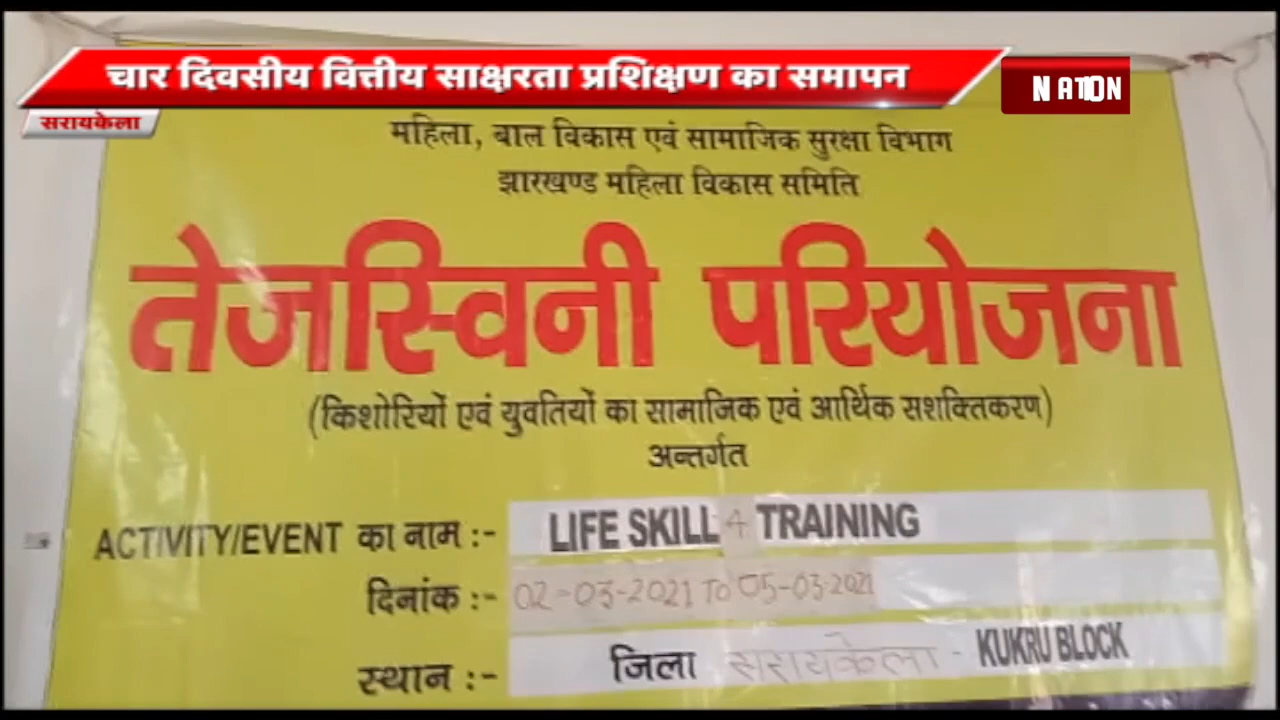 चार दिवसीय वित्तीय साक्षरता प्रशिक्षण का समापन
NATION
सरायकेला
महिला, बाल विकास एवं सामाजिक सुरक्षा विभाग
झारखण्ड महिला विकास समिति
तेजस्विनी परियोजना
(किशोरियों एवं युवतियों का सामाजिक एवं आर्थिक सशक्तिकरण)
अन्तर्गत
ACTIVITY/EVENT का नाम :- LIFE SKILL 4 TRAINING
दिनांक :- 02-03-2021 TO 05-03-2021
स्थान :- जिला सरायकेला - KUKRU BLOCK